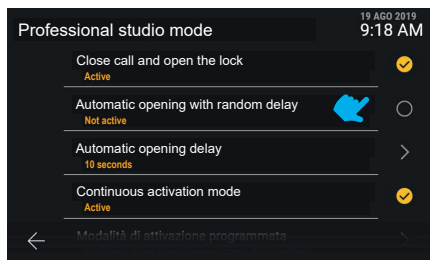 19 AGO 2019
Professional studio mode
9:18 AM
Close call and open the lock
Active
Automatic opening with random delay
Not active
Automatic opening delay
10 seconds
Continuous activation mode
Active
Modalità di attivazione programmata